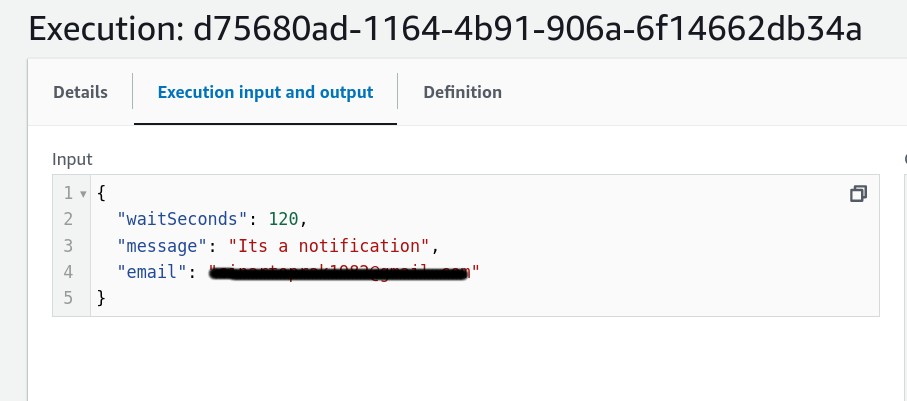 Execution: d75680ad-1164-4b91-906a-6f14662db34a
Details Execution input and output Definition
Input
1 {
2 "waitSeconds": 120,
3 "message": "Its a notification",
4 "email": "
5 }